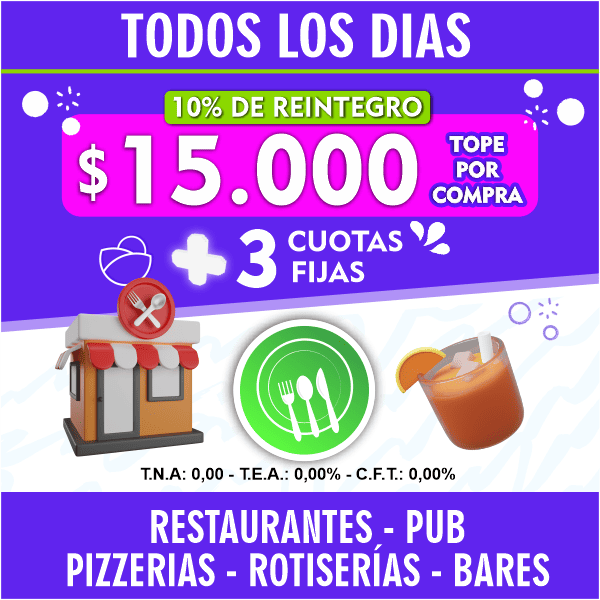 TODOS LOS DIAS
10% DE REINTEGRO
$ 15.000
TOPE
POR
COMPRA
+ 3 CUOTAS
FIJAS
T.N.A: 0,00 - T.E.A.: 0,00% - C.F.T.: 0,00%
RESTAURANTES - PUB
PIZZERIAS - ROTISERÍAS - BARES